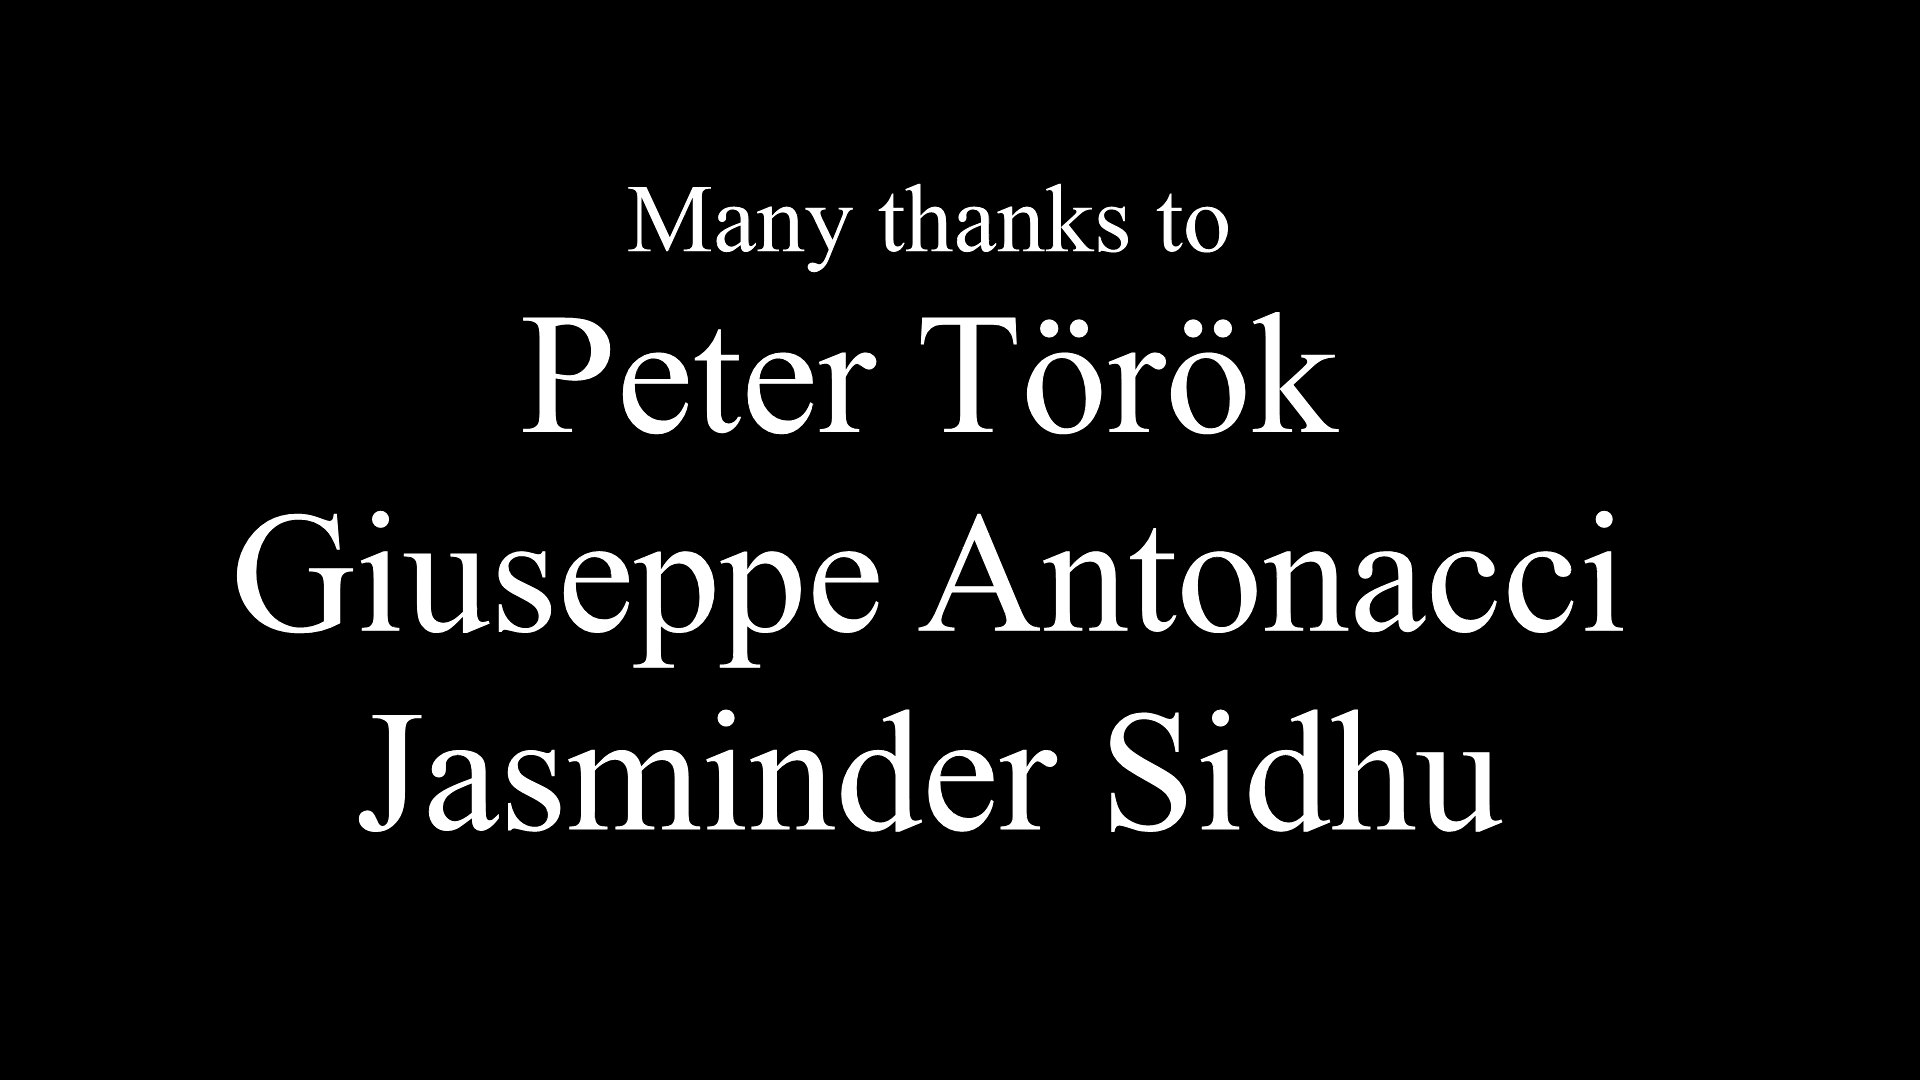 Many thanks to
Peter Török
Giuseppe Antonacci
Jasminder Sidhu